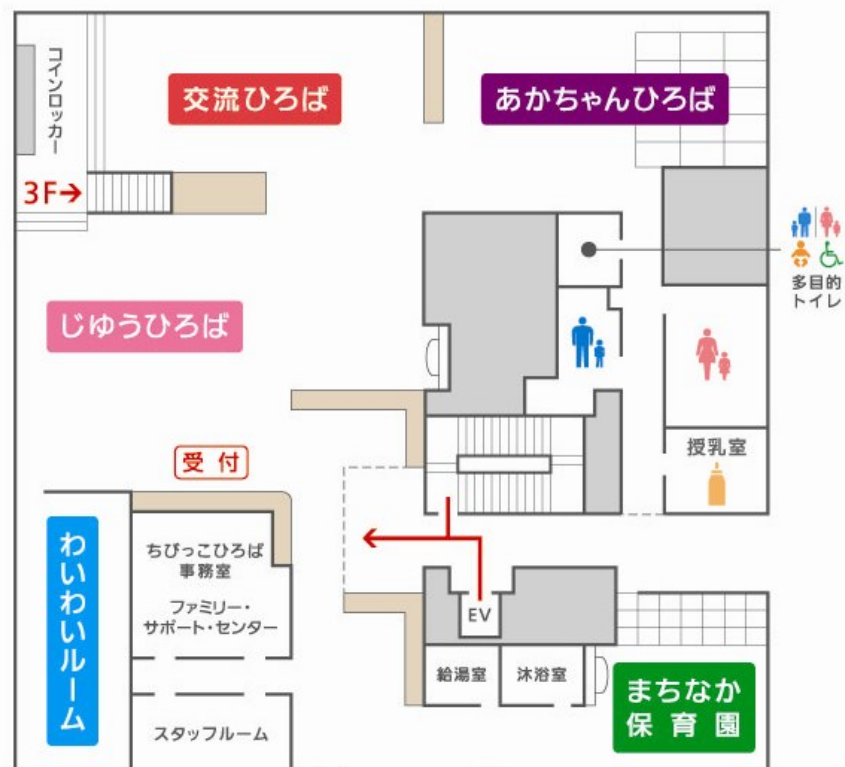 コインロッカー
交流ひろば
あかちゃんひろば
3F→
多目的
トイレ
じゆうひろば
授乳室
受付
わいわいルーム
ちびっこひろば
事務室
ファミリー・
サポート・センター
EV
給湯室
沐浴室
まちなか
保育園
スタッフルーム